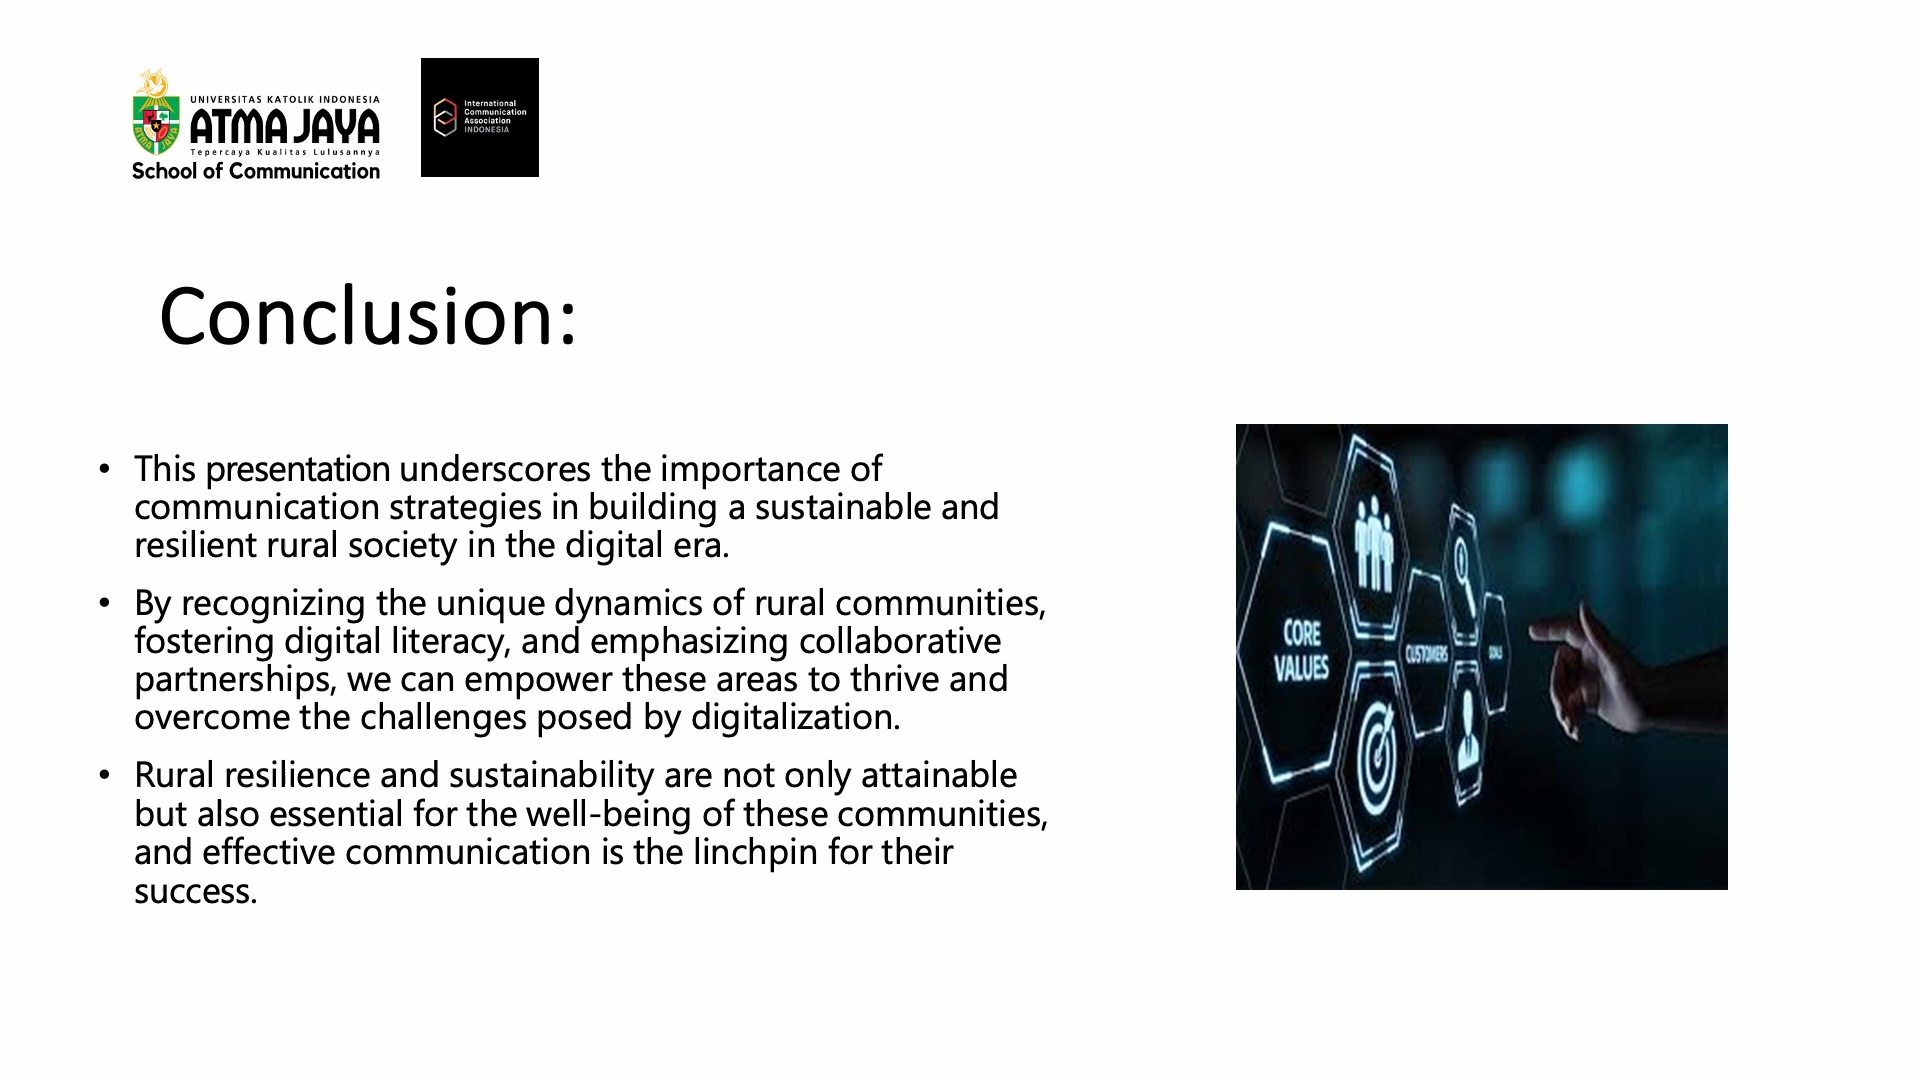 UNIVERSITAS KATOLIK INDONESIA
ATMA JAYA
Tepercaya Kualitas Lulusannya
School of Communication
International
Communication
Association
INDONESIA
Conclusion:
• This presentation underscores the importance of
communication strategies in building a sustainable and
resilient rural society in the digital era.
• By recognizing the unique dynamics of rural communities,
fostering digital literacy, and emphasizing collaborative
partnerships, we can empower these areas to thrive and
overcome the challenges posed by digitalization.
• Rural resilience and sustainability are not only attainable
but also essential for the well-being of these communities,
and effective communication is the linchpin for their
success.
CORE
VALUES
CUSTOMERS